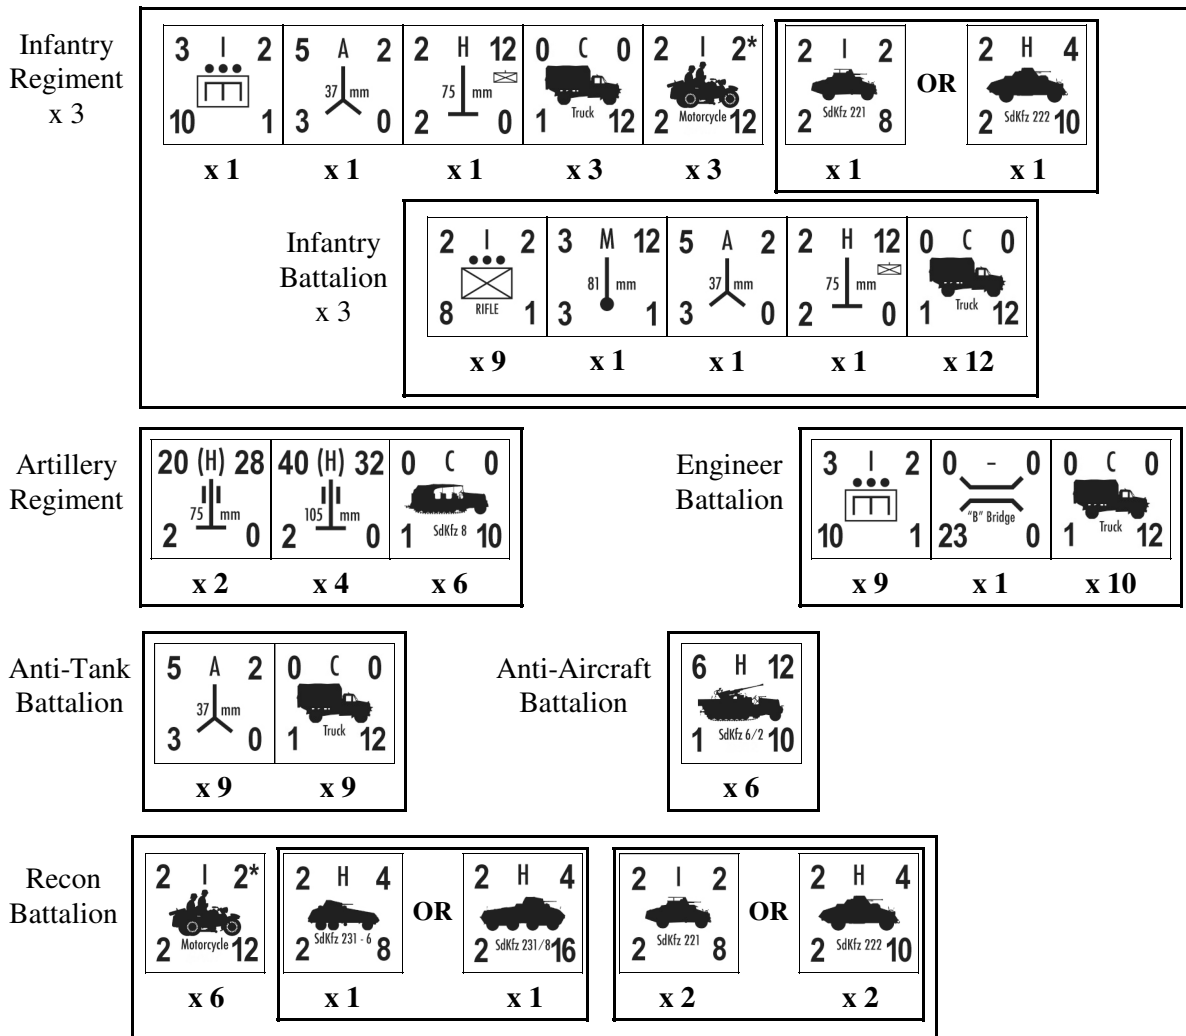 Infantry
Regiment
x 3
3 I 2
10 1
x 1
5 A 2
37 mm
3 0
x 1
2 H 12
75 mm
2 0
x 1
0 C 0
Truck
1 12
x 3
2 I 2*
Motorcycle
2 12
x 3
2 I 2
SdKfz 221
2 8
x 1
OR
2 H 4
SdKfz 222
2 10
x 1
Infantry
Battalion
x 3
2 I 2
RIFLE
8 1
x 9
3 M 12
81 mm
3 1
x 1
5 A 2
37 mm
3 0
x 1
2 H 12
75 mm
2 0
x 1
0 C 0
Truck
1 12
x 12
Artillery
Regiment
20 (H) 28
75 mm
2 0
x 2
40 (H) 32
105 mm
2 0
x 4
0 C 0
SdKfz 8
1 10
x 6
Engineer
Battalion
3 I 2
10 1
x 9
0 - 0
"B" Bridge
23 0
x 1
0 C 0
Truck
1 12
x 10
Anti-Tank
Battalion
5 A 2
37 mm
3 0
x 9
0 C 0
Truck
1 12
x 9
Anti-Aircraft
Battalion
6 H 12
SdKfz 6/2
1 10
x 6
Recon
Battalion
2 I 2*
Motorcycle
2 12
x 6
2 H 4
SdKfz 231 - 6
2 8
x 1
OR
2 H 4
SdKfz 231/8
2 16
x 1
2 I 2
SdKfz 221
2 8
x 2
OR
2 H 4
SdKfz 222
2 10
x 2